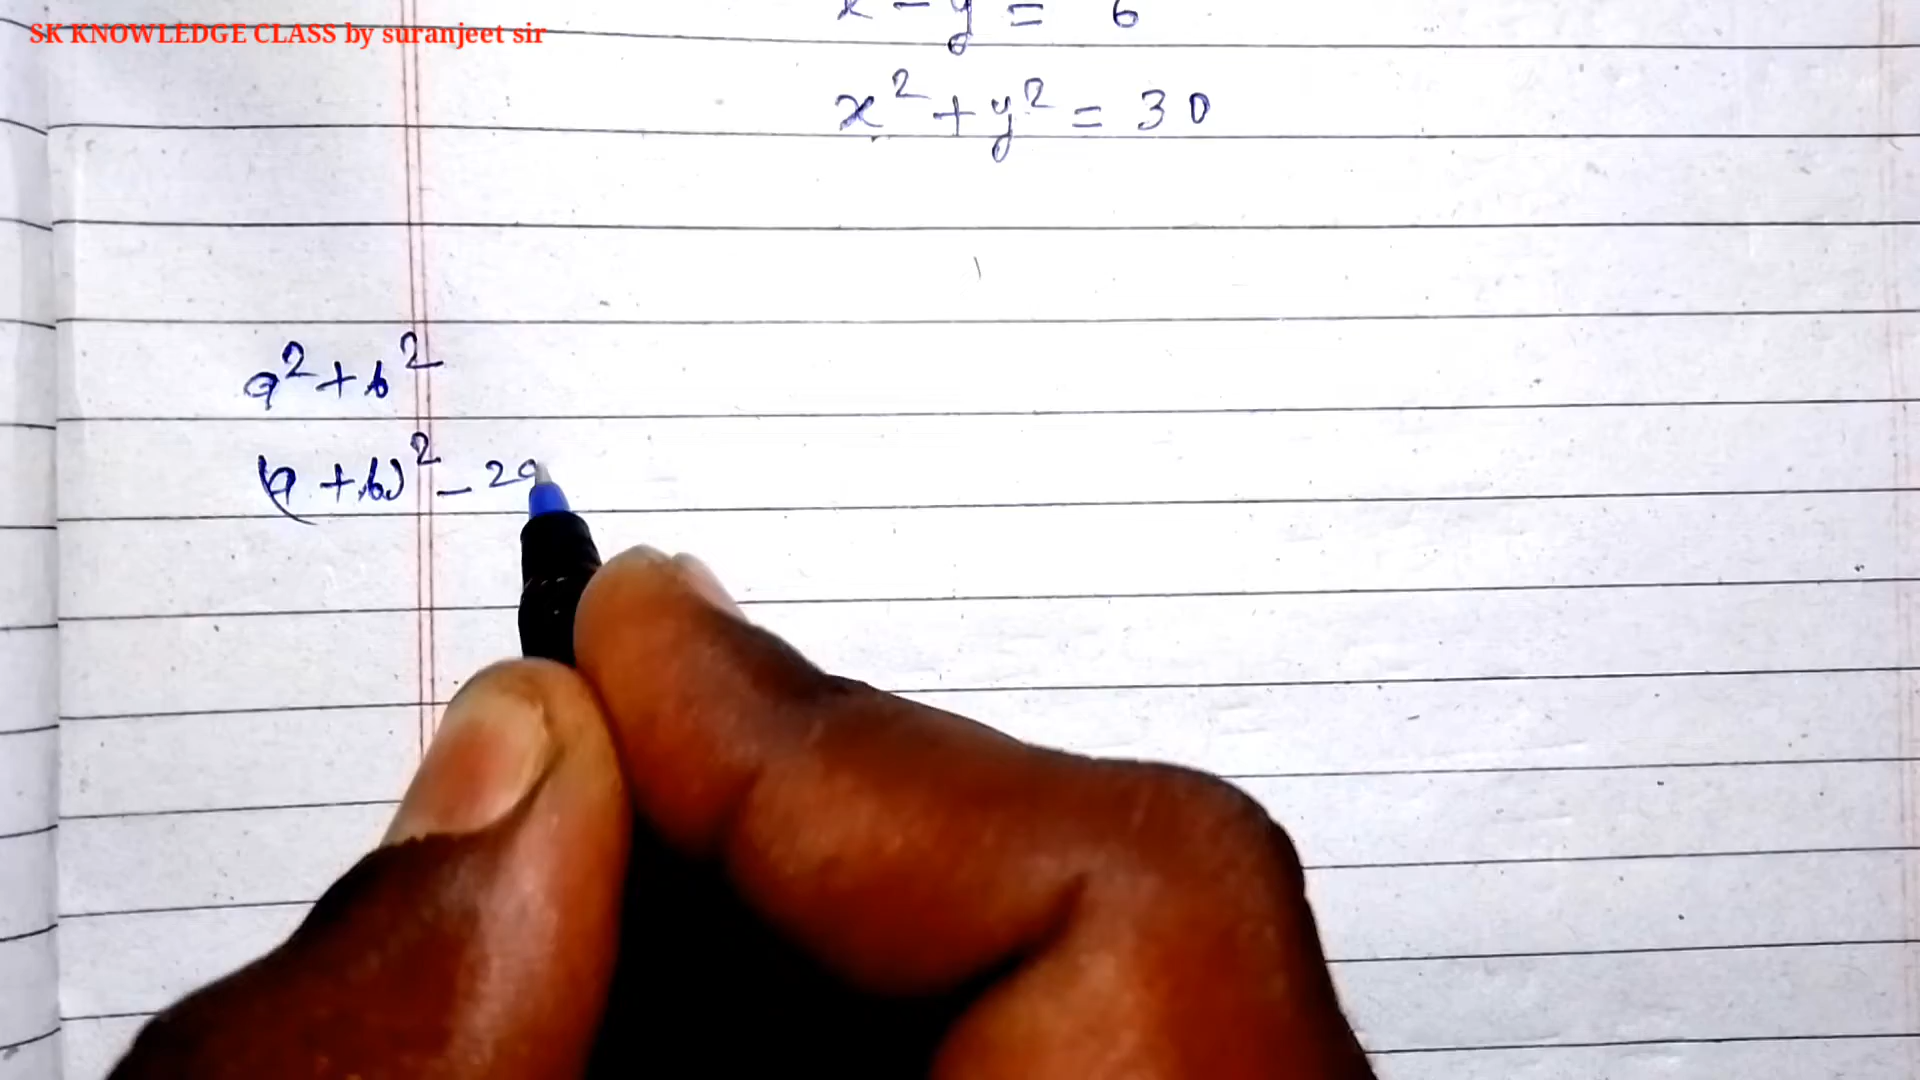 x - y = 6
SK KNOWLEDGE CLASS by suranjeet sir
x² + y² = 30
a² + b²
(a + b)² - 2a